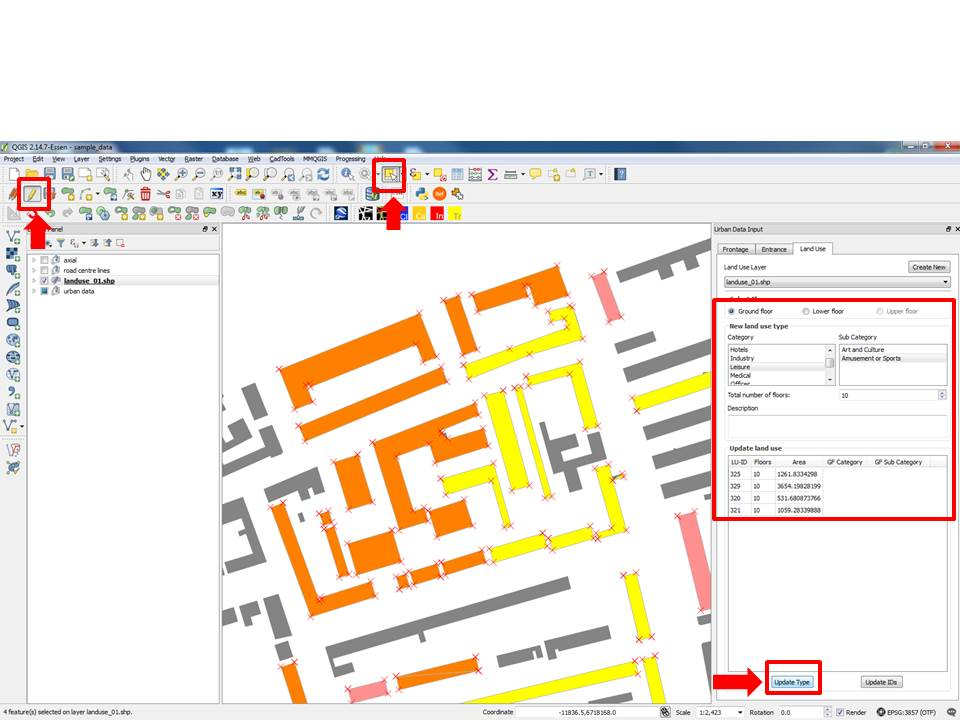 QGIS 2.14.7-Essen - sample_data
Project Edit View Layer Settings Plugins Vector Raster Database Web CadTools MMQGIS Processing
Panel
axial
road centre lines
landuse_01.shp
urban data
Urban Data Input
Frontage Entrance Land Use
Land Use Layer Create New
landuse_01.shp
Ground floor Lower floor Upper floor
New land use type
Category Sub Category
Hotels Art and Culture
Industry Amusement or Sports
Leisure
Medical
Offices
Total number of floors: 10
Description
Update land use
LU-ID Floors Area GF Category GF Sub Category
325 10 1261.8334298
329 10 3654.19828199
320 10 531.680873766
321 10 1059.28339888
Update Type Update IDs
4 feature(s) selected on layer landuse_01.shp. Coordinate -11836.5,6718168.0 Scale 1:2,423 Rotation 0.0 Render EPSG:3857 (OTF)